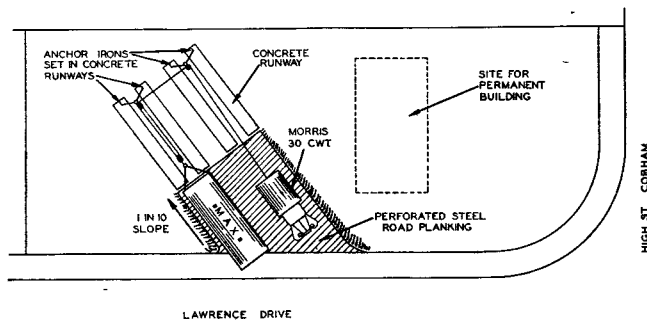 ANCHOR IRONS
SET IN CONCRETE
RUNWAYS
CONCRETE
RUNWAY
SITE FOR
PERMANENT
BUILDING
MORRIS
30 CWT.
1 IN 10
SLOPE
"MAX"
PERFORATED STEEL
ROAD PLANKING
HIGH ST. COBHAM
LAWRENCE DRIVE